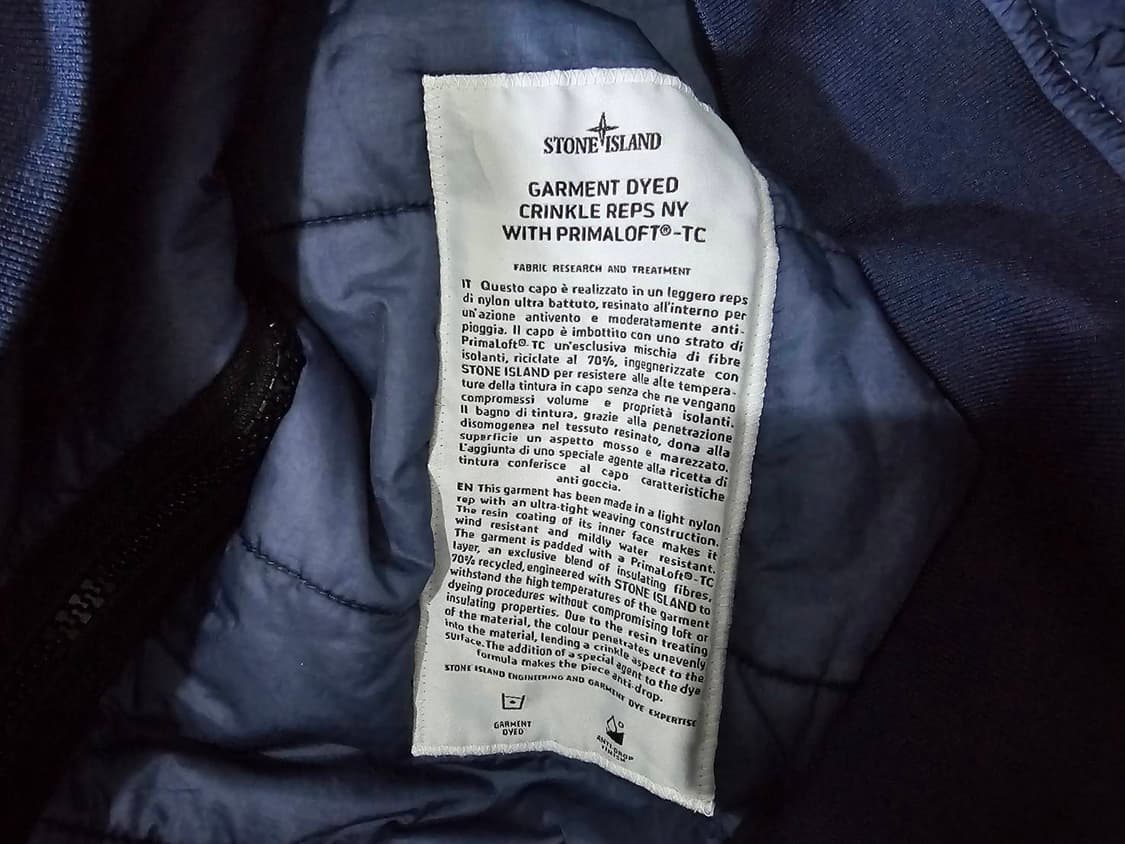 STONE ISLAND
GARMENT DYED
CRINKLE REPS NY
WITH PRIMALOFT®-TC
FABRIC RESEARCH AND TREATMENT
IT Questo capo è realizzato in un leggero reps
di nylon ultra battuto, resinato all'interno per
un'azione antivento e moderatamente anti-
pioggia. Il capo è imbottito con uno strato di
PrimaLoft®-TC un'esclusiva mischia di fibre
isolanti, riciclate al 70%, ingegnerizzate con
STONE ISLAND per resistere alle alte tempera-
ture della tintura in capo senza che ne vengano
compromessi volume e proprietà isolanti.
Il bagno di tintura, grazie alla penetrazione
disomogenea nel tessuto resinato, dona alla
superficie un aspetto mosso e marezzato.
L'aggiunta di uno speciale agente alla ricetta di
tintura conferisce al capo caratteristiche
anti goccia.
EN This garment has been made in a light nylon
rep with an ultra-tight weaving construction.
The resin coating of its inner face makes it
wind resistant and mildly water resistant.
The garment is padded with a PrimaLoft®-TC
layer, an exclusive blend of insulating fibres,
70% recycled, engineered with STONE ISLAND to
withstand the high temperatures of the garment
dyeing procedures without compromising loft or
insulating properties. Due to the resin treating
of the material, the colour penetrates unevenly
into the material, lending a crinkle aspect to the
surface. The addition of a special agent to the dye
formula makes the piece anti-drop.
STONE ISLAND ENGINEERING AND GARMENT DYE EXPERTISE
GARMENT
DYED
ANTI-DROP
FINISH